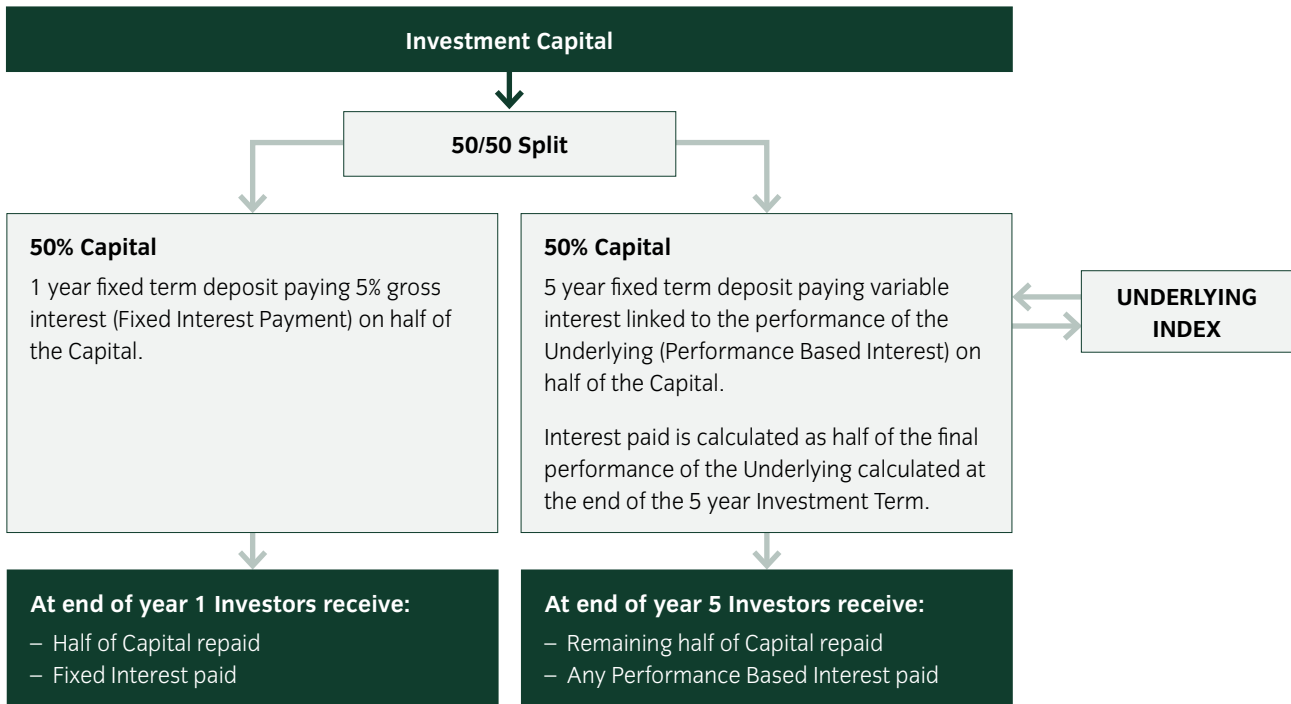 Investment Capital
50/50 Split
50% Capital
1 year fixed term deposit paying 5% gross
interest (Fixed Interest Payment) on half of
the Capital.
50% Capital
5 year fixed term deposit paying variable
interest linked to the performance of the
Underlying (Performance Based Interest) on
half of the Capital.
Interest paid is calculated as half of the final
performance of the Underlying calculated at
the end of the 5 year Investment Term.
UNDERLYING
INDEX
At end of year 1 Investors receive:
– Half of Capital repaid
– Fixed Interest paid
At end of year 5 Investors receive:
– Remaining half of Capital repaid
– Any Performance Based Interest paid